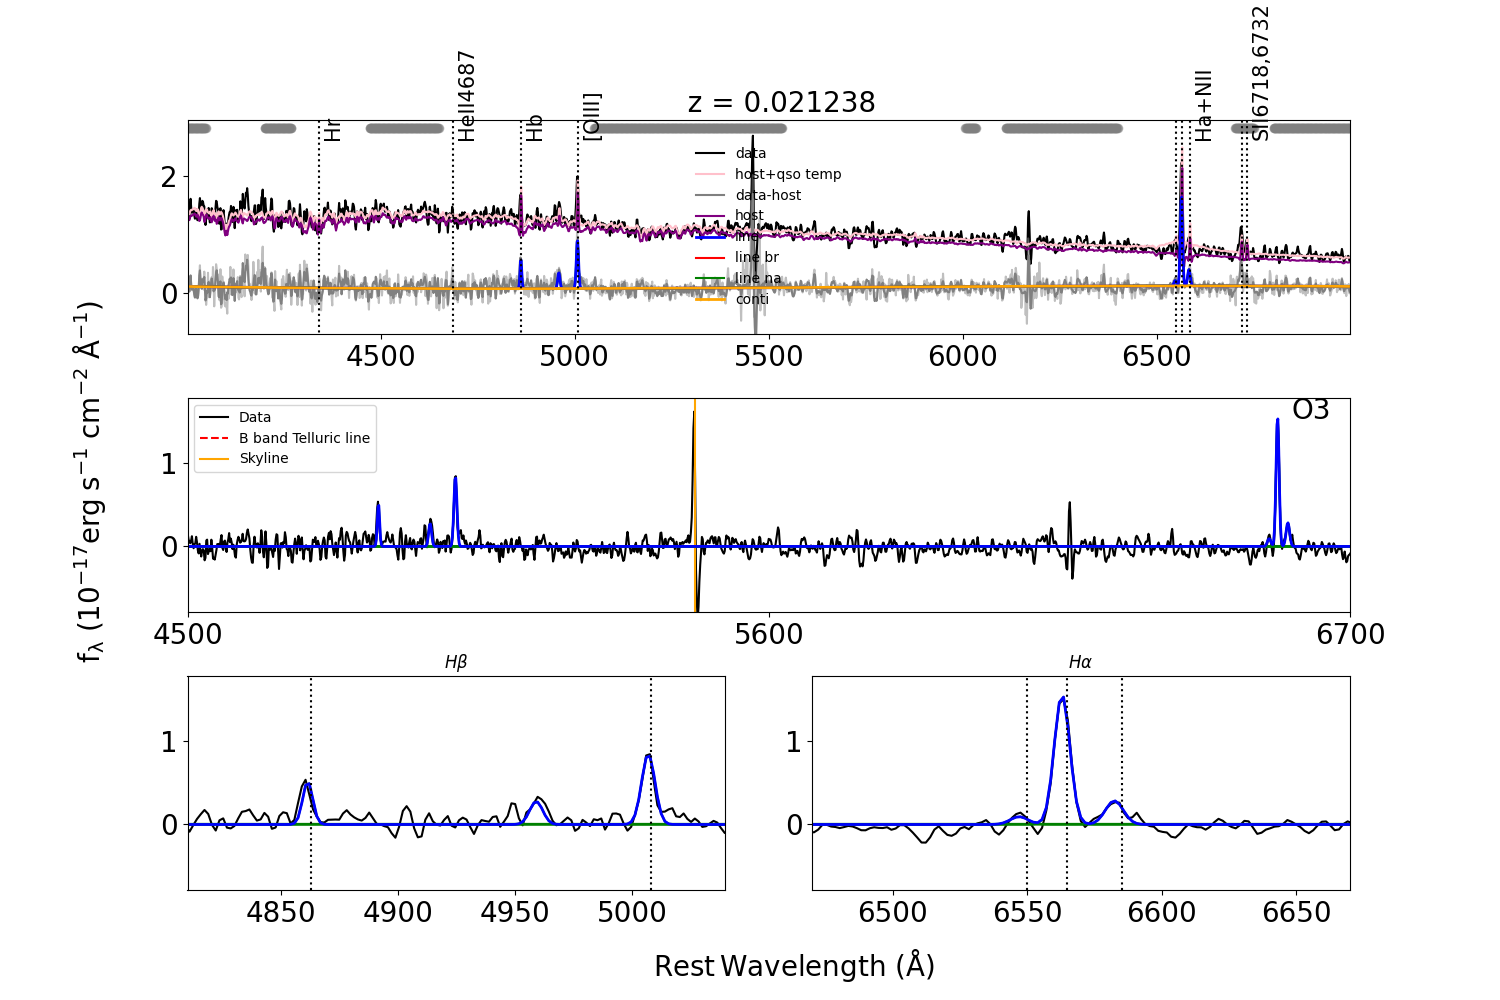 z = 0.021238
Hr
HeII4687
Hb
[OIII]
Ha+NII
SII6718,6732
data
host+qso temp
data-host
host
line
line br
line na
conti
2
0
4500 5000 5500 6000 6500
f_λ (10⁻¹⁷erg s⁻¹ cm⁻² Å⁻¹)
Data
B band Telluric line
Skyline
O3
1
0
4500 5600 6700
Hβ
1
0
4850 4900 4950 5000
Hα
1
0
6500 6550 6600 6650
Rest Wavelength (Å)